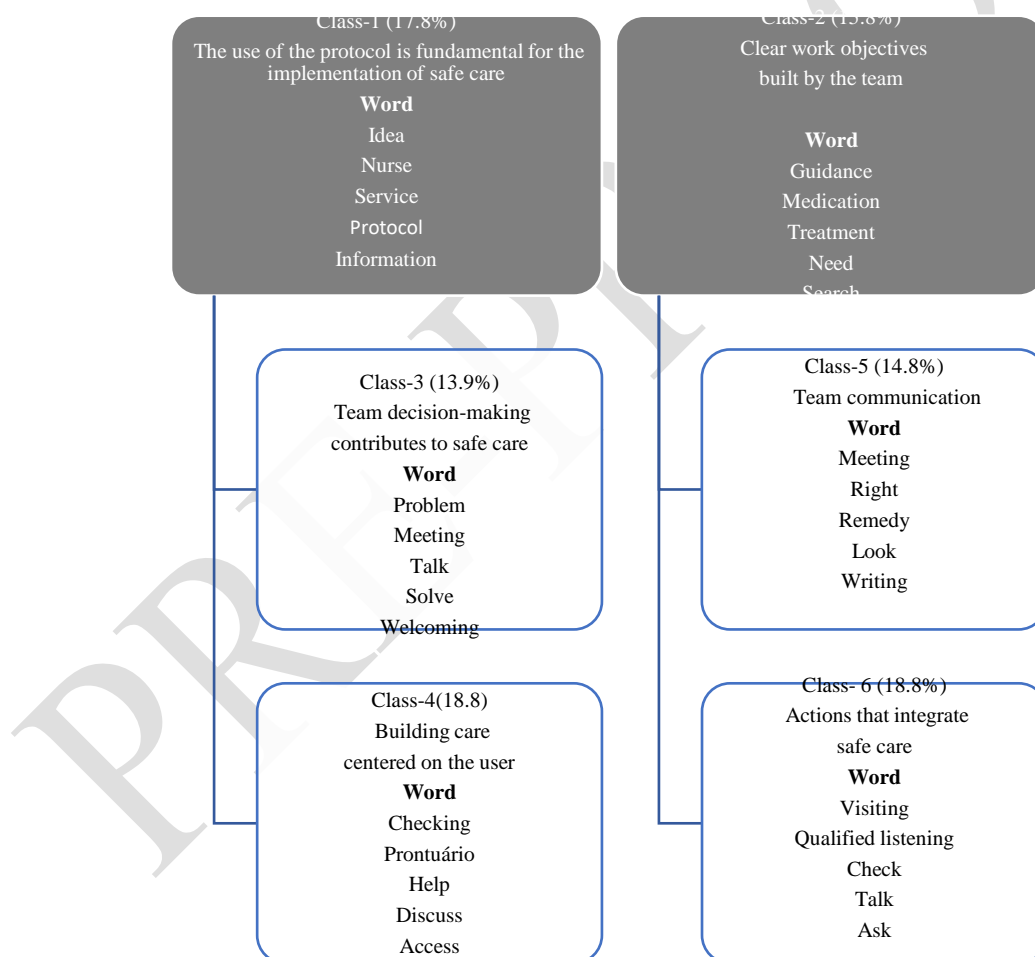 Class-1 (17.8%)
The use of the protocol is fundamental for the
implementation of safe care
Word
Idea
Nurse
Service
Protocol
Information
Class-2 (15.8%)
Clear work objectives
built by the team
Word
Guidance
Medication
Treatment
Need
Search
Class-3 (13.9%)
Team decision-making
contributes to safe care
Word
Problem
Meeting
Talk
Solve
Welcoming
Class-5 (14.8%)
Team communication
Word
Meeting
Right
Remedy
Look
Writing
Class-4(18.8)
Building care
centered on the user
Word
Checking
Prontuário
Help
Discuss
Access
Class- 6 (18.8%)
Actions that integrate
safe care
Word
Visiting
Qualified listening
Check
Talk
Ask